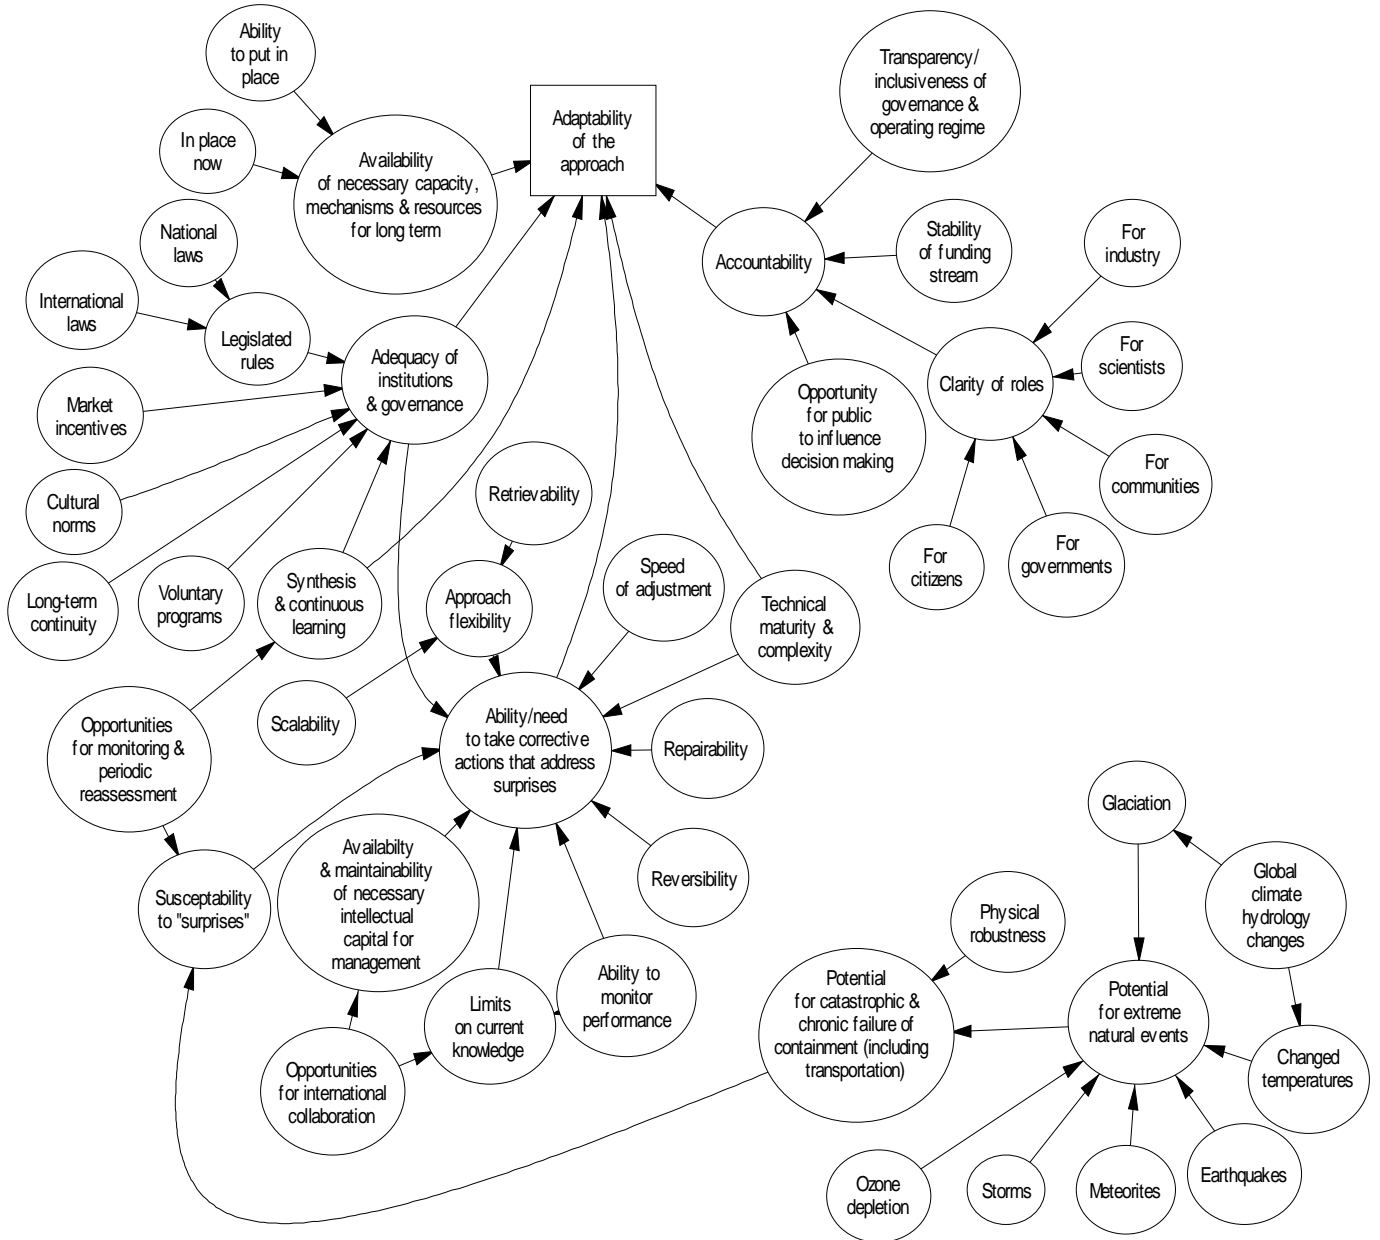 Ability
to put in
place
Transparency/
inclusiveness of
governance &
operating regime
Adaptability
of the
approach
In place
now
Availability
of necessary capacity,
mechanisms & resources
for long term
National
laws
Stability
of funding
stream
For
industry
Accountability
International
laws
Legislated
rules
Adequacy of
institutions
& governance
For
scientists
Clarity of roles
Market
incentives
Opportunity
for public
to influence
decision making
For
communities
Cultural
norms
Retrievability
For
citizens
For
governments
Long-term
continuity
Voluntary
programs
Synthesis
& continuous
learning
Approach
flexibility
Speed
of adjustment
Technical
maturity &
complexity
Opportunities
for monitoring &
periodic
reassessment
Scalability
Ability/need
to take corrective
actions that address
surprises
Repairability
Glaciation
Susceptability
to "surprises"
Availabilty
& maintainability
of necessary
intellectual
capital for
management
Reversibility
Global
climate
hydrology
changes
Physical
robustness
Limits
on current
knowledge
Ability to
monitor
performance
Potential
for catastrophic &
chronic failure of
containment (including
transportation)
Potential
for extreme
natural events
Opportunities
for international
collaboration
Changed
temperatures
Ozone
depletion
Storms
Meteorites
Earthquakes